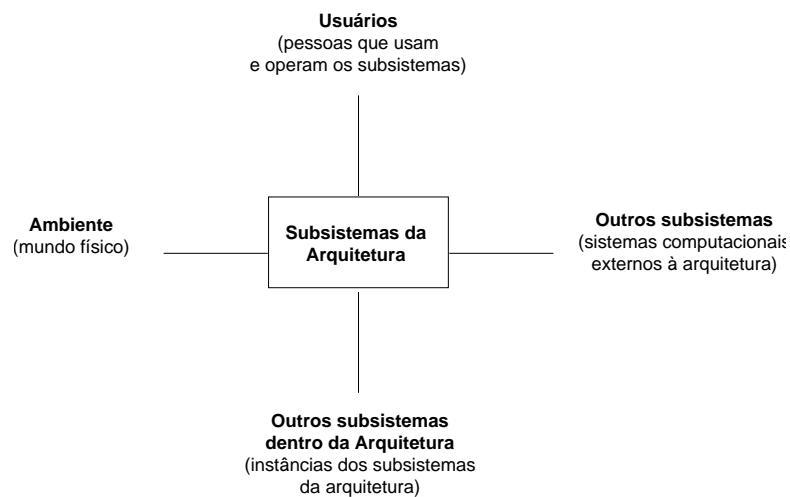 Usuários
(pessoas que usam
e operam os subsistemas)
Ambiente
(mundo físico)
Subsistemas da
Arquitetura
Outros subsistemas
(sistemas computacionais
externos à arquitetura)
Outros subsistemas
dentro da Arquitetura
(instâncias dos subsistemas
da arquitetura)